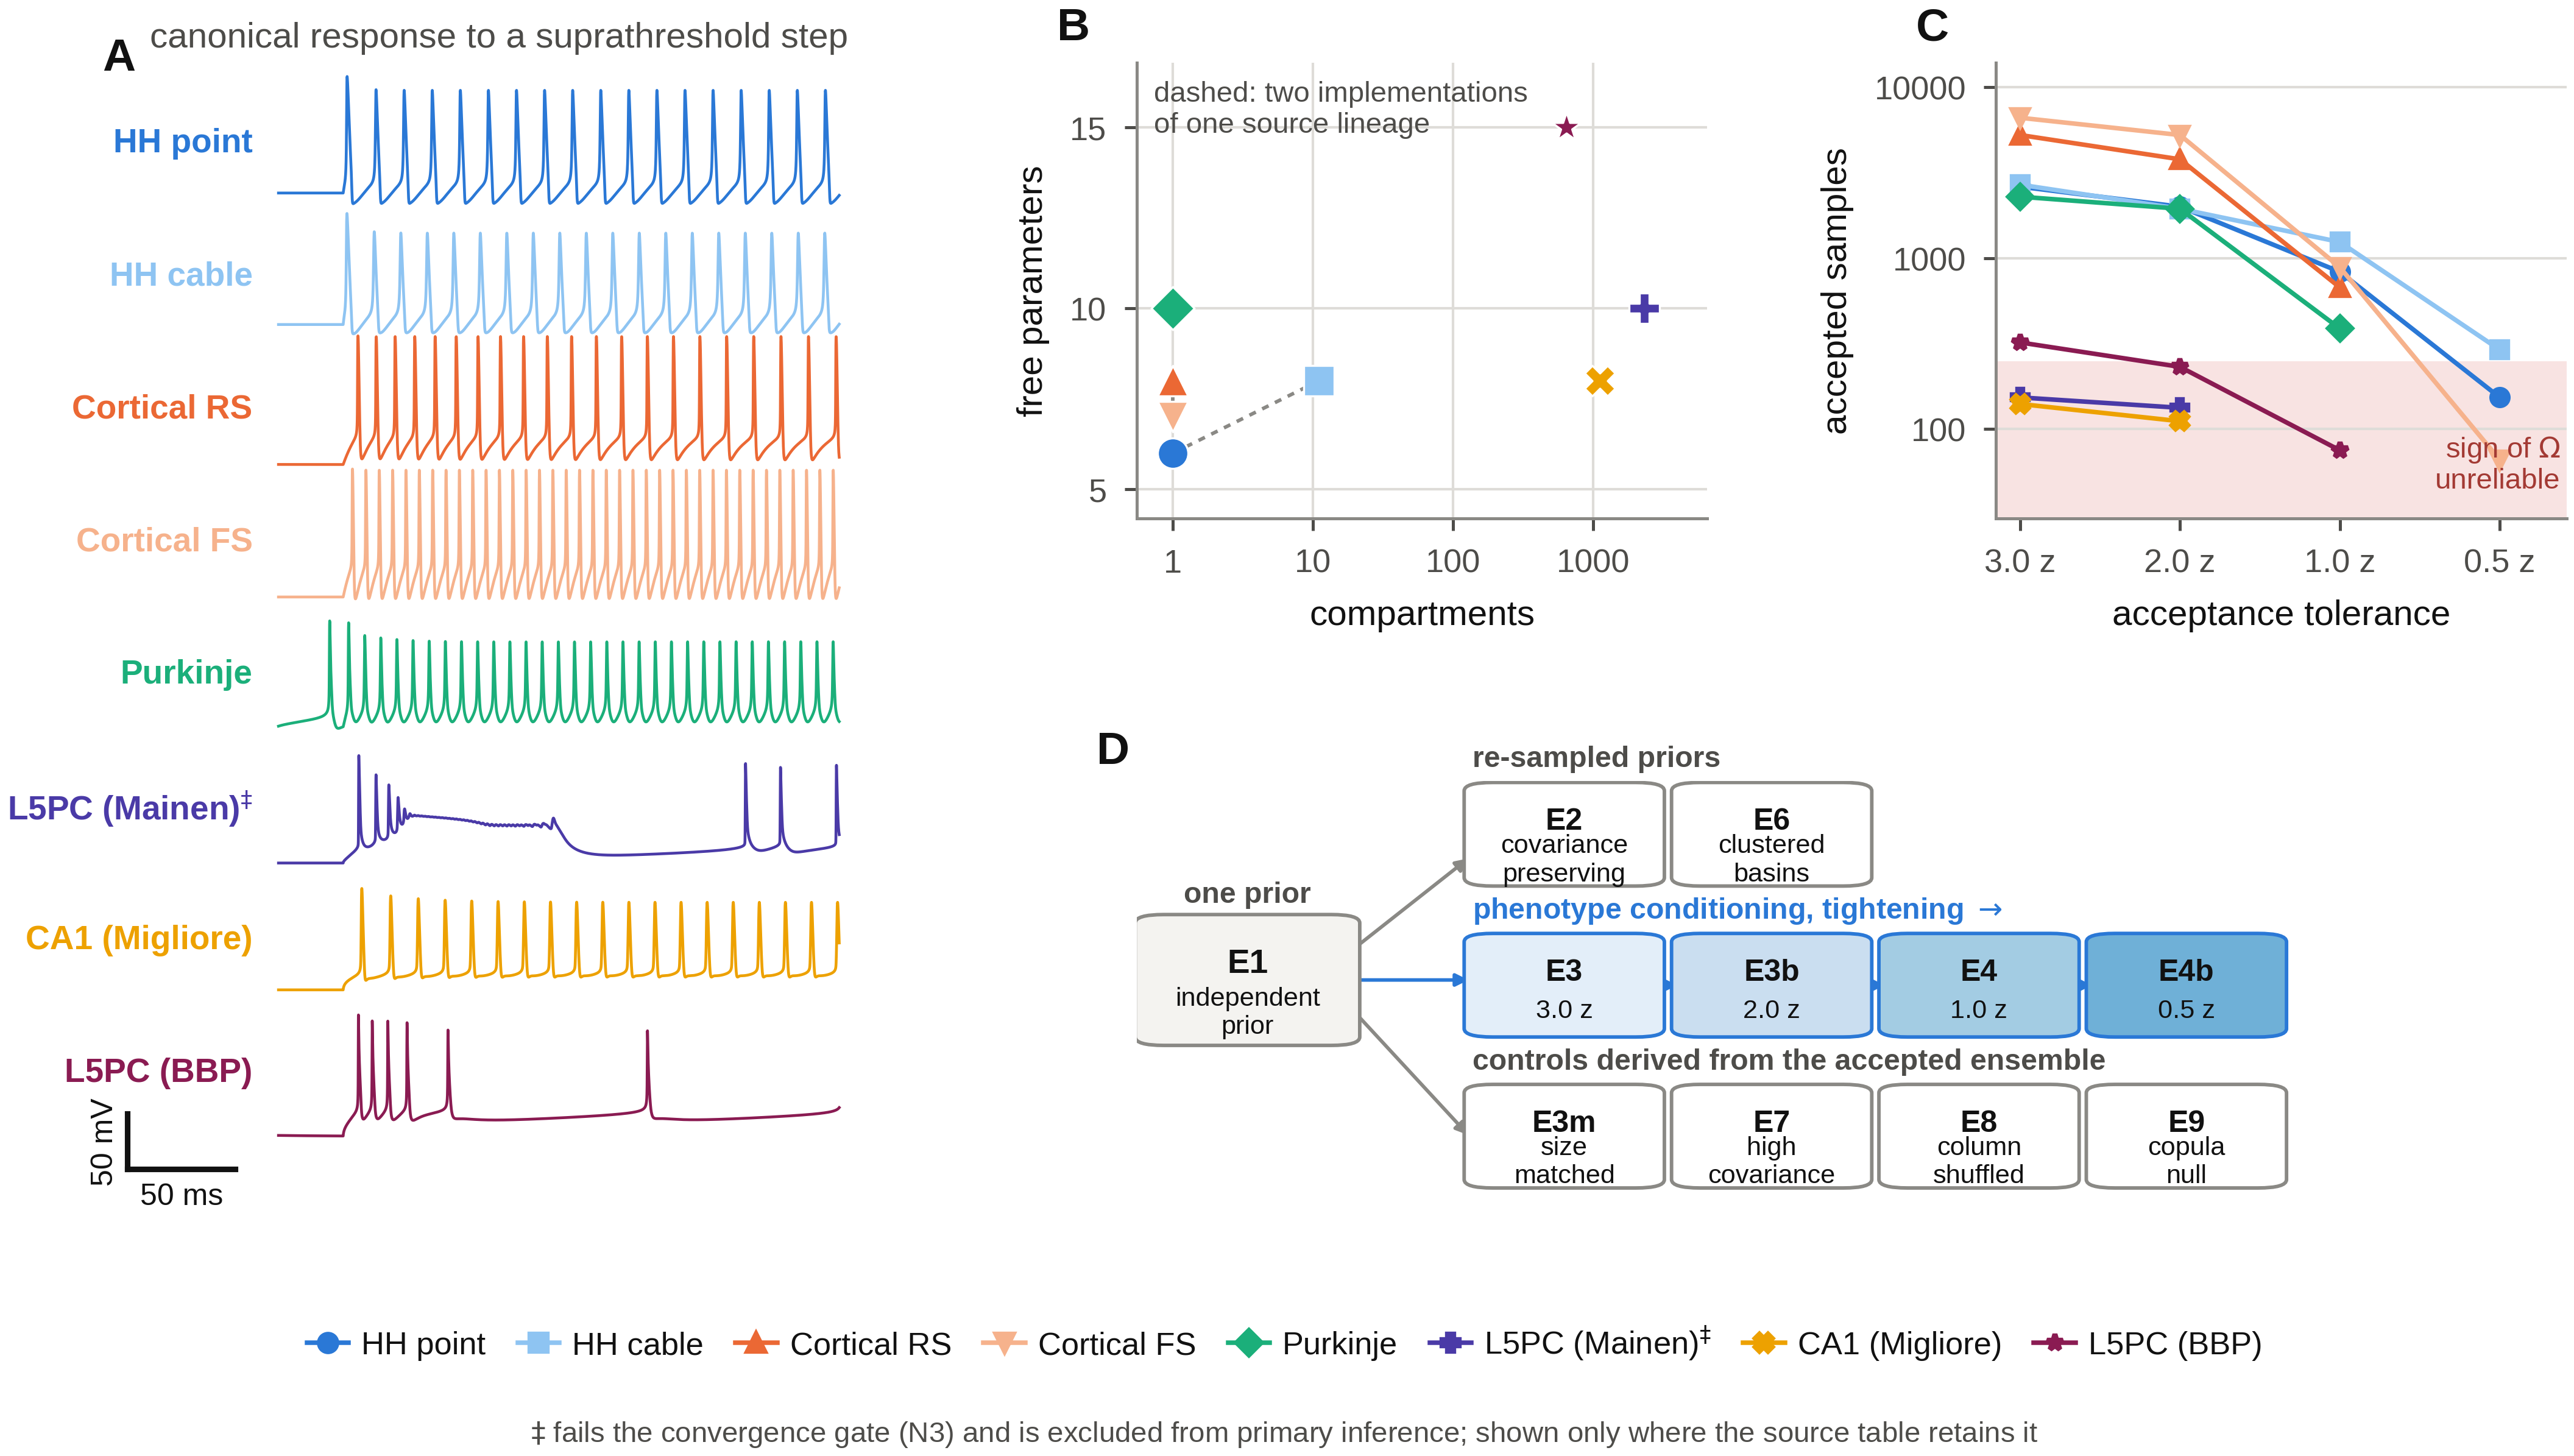 A
canonical response to a suprathreshold step
HH point
HH cable
Cortical RS
Cortical FS
Purkinje
L5PC (Mainen)‡
CA1 (Migliore)
L5PC (BBP)
50 mV
50 ms
B
dashed: two implementations
of one source lineage
free parameters
15
10
5
1
10
100
1000
compartments
C
accepted samples
10000
1000
100
sign of Ω
unreliable
3.0 z
2.0 z
1.0 z
0.5 z
acceptance tolerance
D
re-sampled priors
E2
covariance
preserving
E6
clustered
basins
one prior
E1
independent
prior
phenotype conditioning, tightening →
E3
3.0 z
E3b
2.0 z
E4
1.0 z
E4b
0.5 z
controls derived from the accepted ensemble
E3m
size
matched
E7
high
covariance
E8
column
shuffled
E9
copula
null
HH point
HH cable
Cortical RS
Cortical FS
Purkinje
L5PC (Mainen)‡
CA1 (Migliore)
L5PC (BBP)
‡ fails the convergence gate (N3) and is excluded from primary inference; shown only where the source table retains it